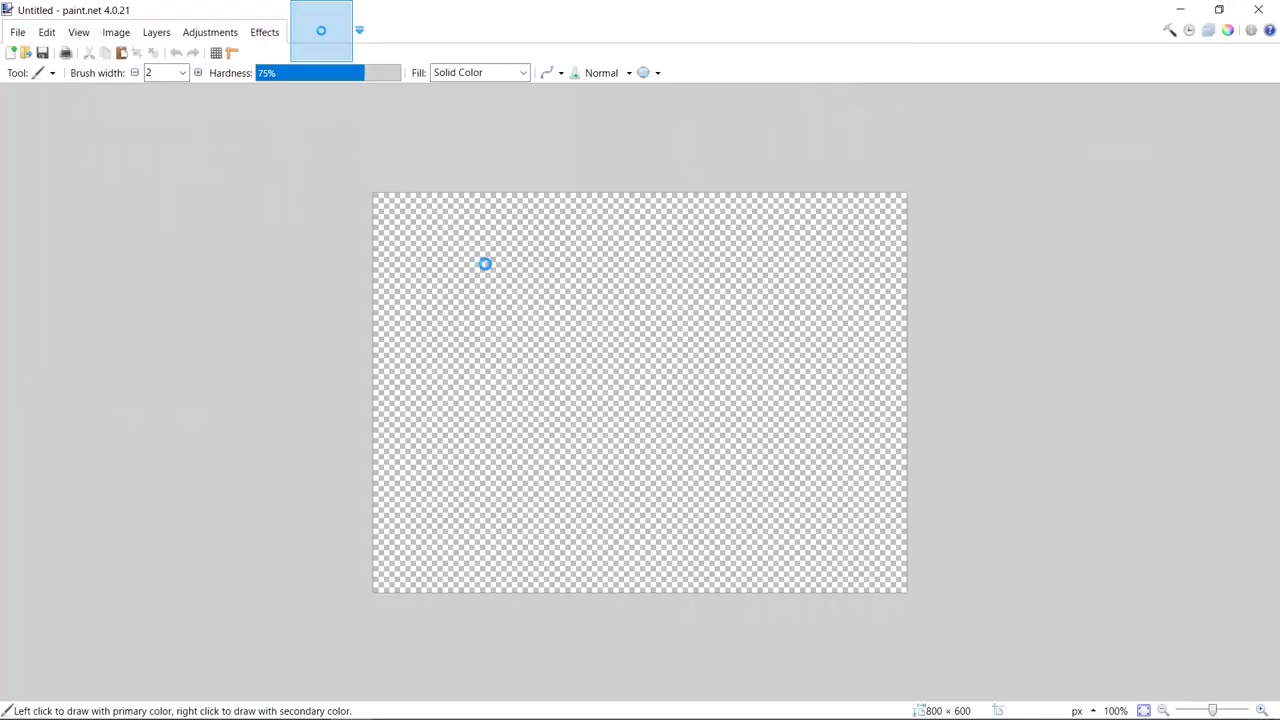 Untitled - paint.net 4.0.21
File Edit View Image Layers Adjustments Effects
Tool: Brush width: 2 Hardness: 75% Fill: Solid Color Normal
Left click to draw with primary color, right click to draw with secondary color. 800 × 600 px 100%